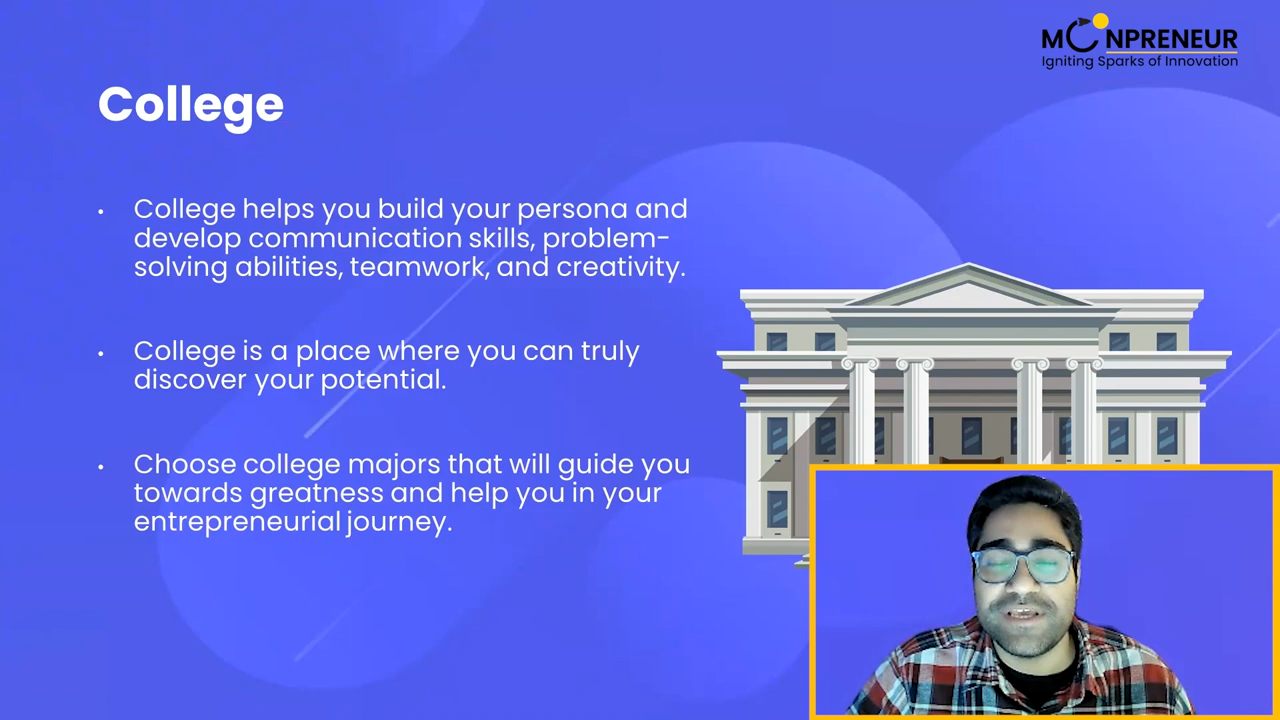 MOONPRENEUR
Igniting Sparks of Innovation
College
• College helps you build your persona and
develop communication skills, problem-
solving abilities, teamwork, and creativity.
• College is a place where you can truly
discover your potential.
• Choose college majors that will guide you
towards greatness and help you in your
entrepreneurial journey.